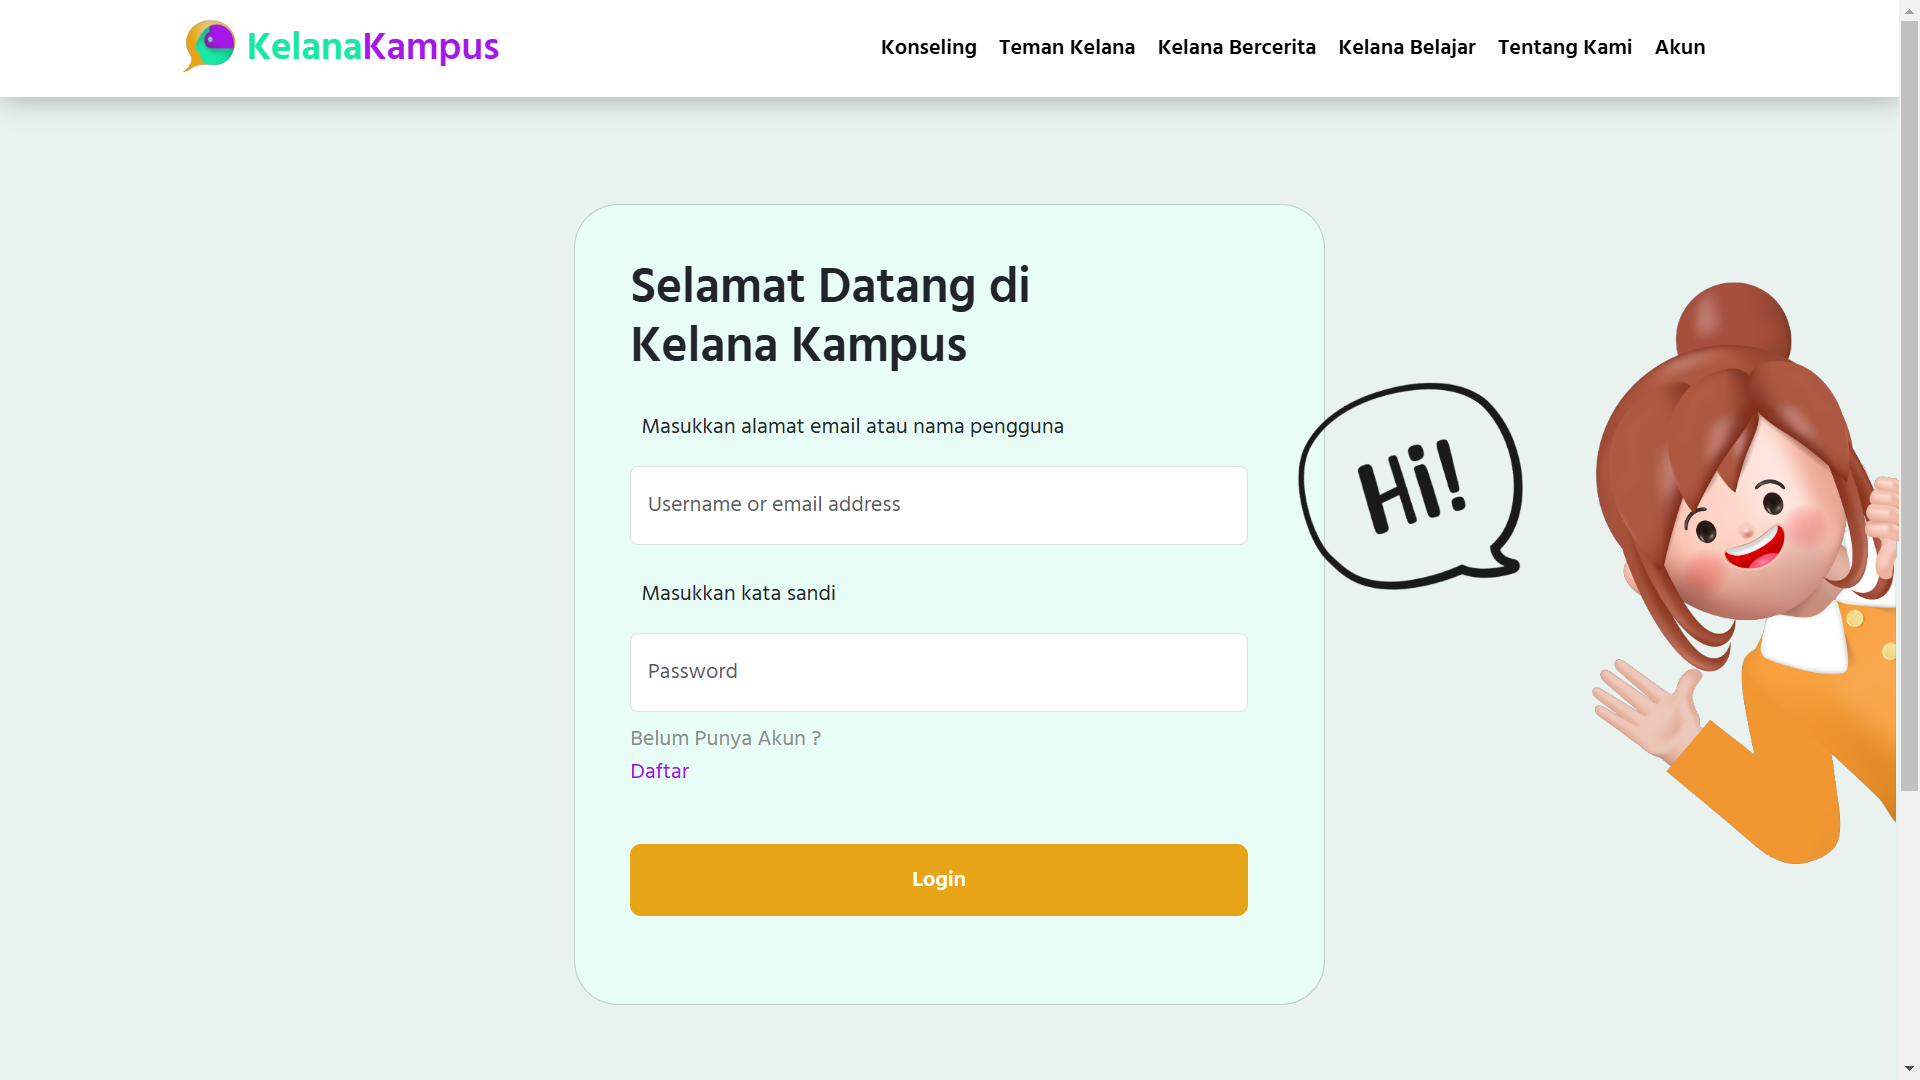 KelanaKampus
Konseling Teman Kelana Kelana Bercerita Kelana Belajar Tentang Kami Akun
Selamat Datang di
Kelana Kampus
Masukkan alamat email atau nama pengguna
Username or email address
Hi!
Masukkan kata sandi
Password
Belum Punya Akun ?
Daftar
Login